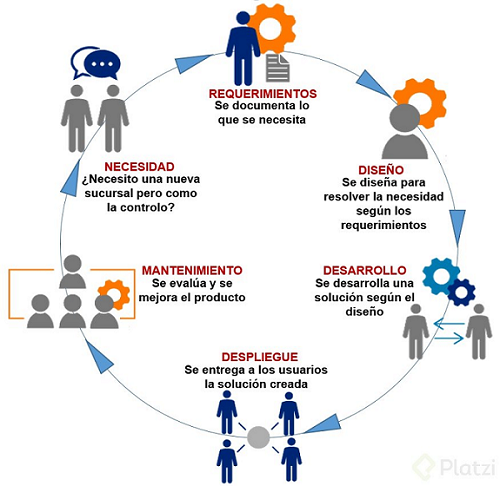 REQUERIMIENTOS
Se documenta lo
que se necesita
DISEÑO
Se diseña para
resolver la necesidad
según los
requerimientos
DESARROLLO
Se desarrolla una
solución según el
diseño
DESPLIEGUE
Se entrega a los usuarios
la solución creada
MANTENIMIENTO
Se evalúa y se
mejora el producto
NECESIDAD
¿Necesito una nueva
sucursal pero como
la controlo?
Platzi